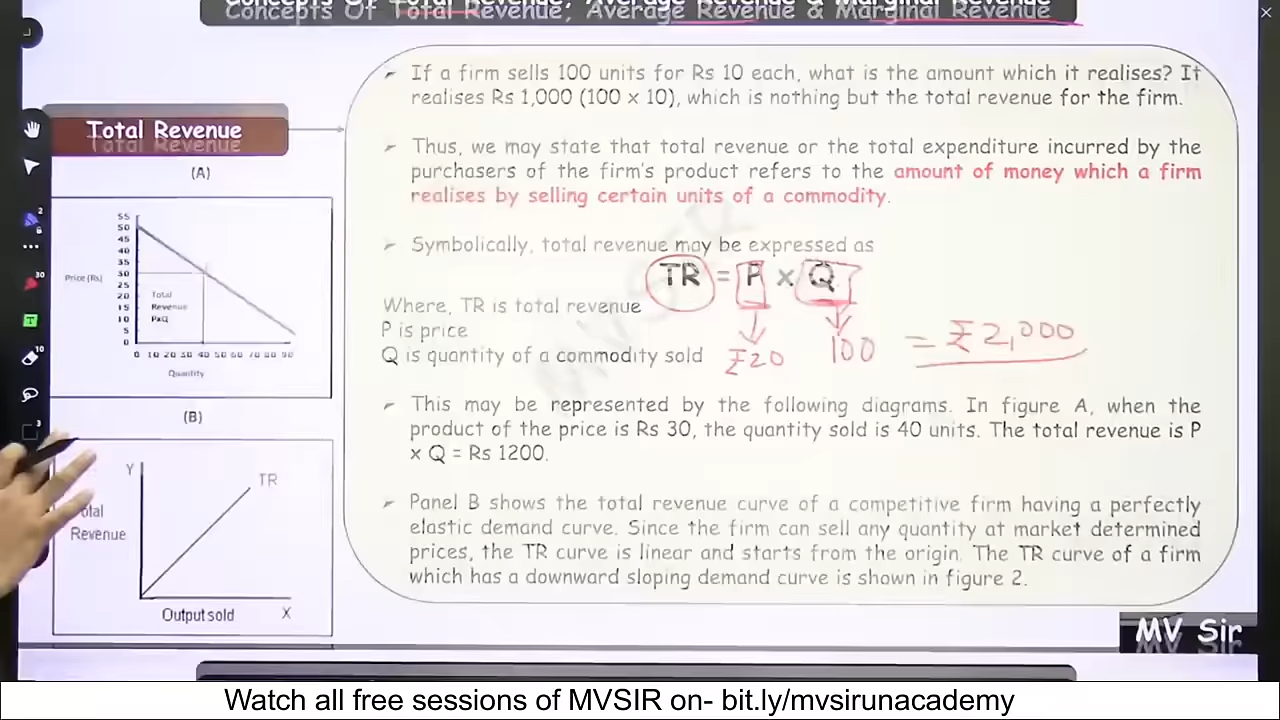 Concepts Of Total Revenue, Average Revenue & Marginal Revenue
➢ If a firm sells 100 units for Rs 10 each, what is the amount which it realises? It
realises Rs 1,000 (100 x 10), which is nothing but the total revenue for the firm.
Total Revenue
(A)
➢ Thus, we may state that total revenue or the total expenditure incurred by the
purchasers of the firm's product refers to the amount of money which a firm
realises by selling certain units of a commodity.
➢ Symbolically, total revenue may be expressed as
TR = P x Q
Where, TR is total revenue
P is price
Q is quantity of a commodity sold
₹20
100
= ₹2,000
55
50
45
40
35
30
25
20
15
10
5
0
Price (Rs)
Total
Revenue
PxQ
0 10 20 30 40 50 60 70 80 90
Quantity
➢ This may be represented by the following diagrams. In figure A, when the
product of the price is Rs 30, the quantity sold is 40 units. The total revenue is P
x Q = Rs 1200.
(B)
Y
TR
Revenue
Output sold
X
➢ Panel B shows the total revenue curve of a competitive firm having a perfectly
elastic demand curve. Since the firm can sell any quantity at market determined
prices, the TR curve is linear and starts from the origin. The TR curve of a firm
which has a downward sloping demand curve is shown in figure 2.
MV Sir
MVSIR
2
30
T
10
3
Watch all free sessions of MVSIR on- bit.ly/mvsirunacademy